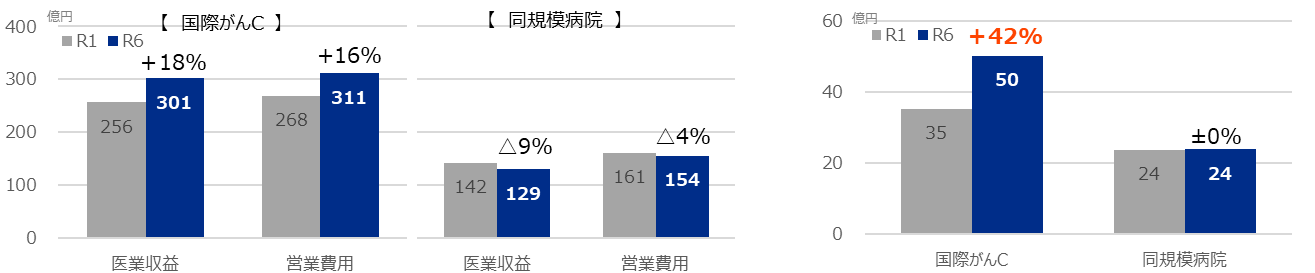 億円
【 国際がんC 】
【 同規模病院 】
R1 R6
400
300
200
100
0
+18%
256
301
+16%
268
311
△9%
142
129
△4%
161
154
医業収益
営業費用
医業収益
営業費用
億円
R1 R6
60
40
20
0
+42%
35
50
±0%
24
24
国際がんC
同規模病院